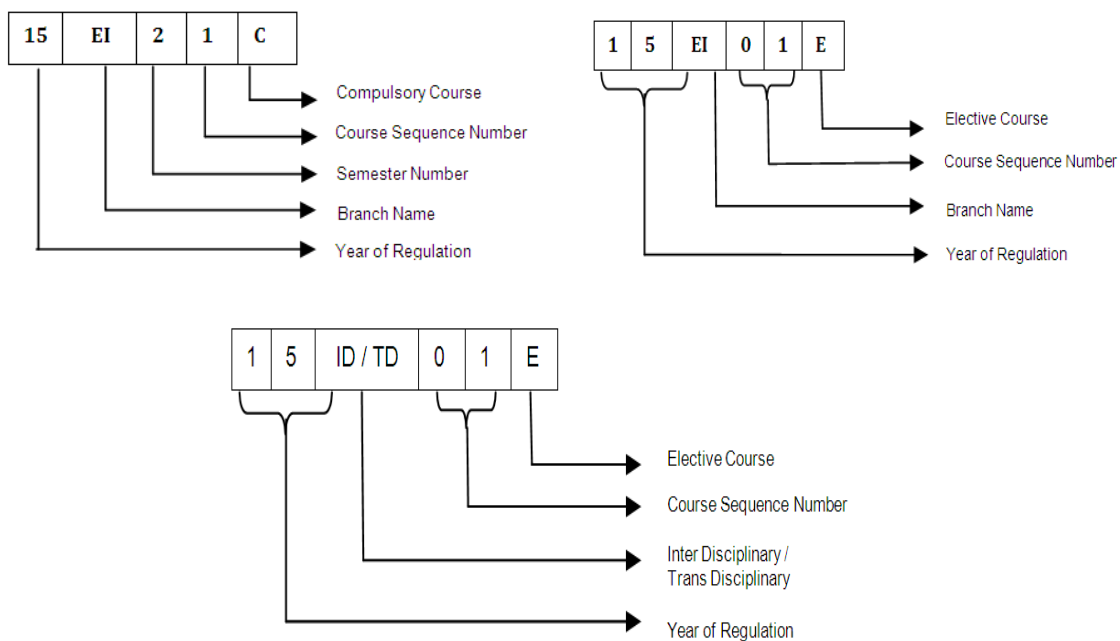 15 EI 2 1 C
Compulsory Course
Course Sequence Number
Semester Number
Branch Name
Year of Regulation
1 5 EI 0 1 E
Elective Course
Course Sequence Number
Branch Name
Year of Regulation
1 5 ID / TD 0 1 E
Elective Course
Course Sequence Number
Inter Disciplinary /
Trans Disciplinary
Year of Regulation